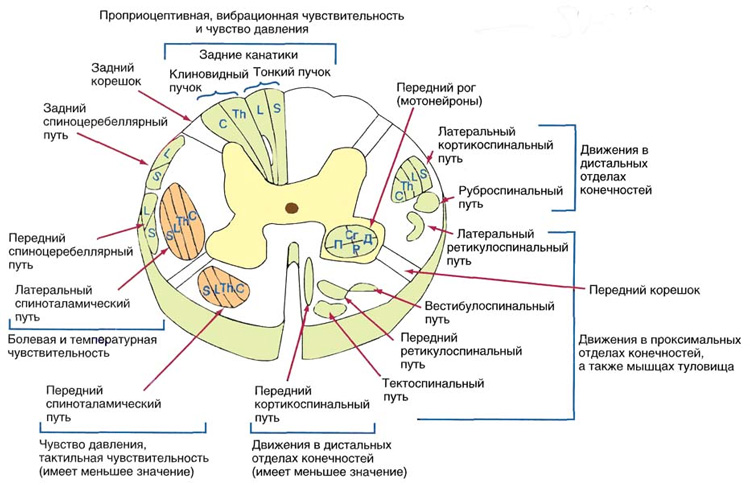 Проприоцептивная, вибрационная чувствительность
и чувство давления
Задние канатики
Клиновидный
пучок
Тонкий пучок
Задний
корешок
Задний
спиноцеребеллярный
путь
Передний
спиноцеребеллярный
путь
Латеральный
спиноталамический
путь
Болевая и температурная
чувствительность
Передний
спиноталамический
путь
Чувство давления,
тактильная чувствительность
(имеет меньшее значение)
C Th L S
L
S
L
S
S L Th C
S L Th C
Передний рог
(мотонейроны)
Латеральный
кортикоспинальный
путь
Руброспинальный
путь
Движения
в дистальных
отделах
конечностей
C Th L S
Сг
П Д
Р
Латеральный
ретикулоспинальный
путь
Передний корешок
Вестибулоспинальный
путь
Передний
ретикулоспинальный
путь
Тектоспинальный
путь
Движения в проксимальных
отделах конечностей,
а также мышцах туловища
Передний
кортикоспинальный
путь
Движения в дистальных
отделах конечностей
(имеет меньшее значение)